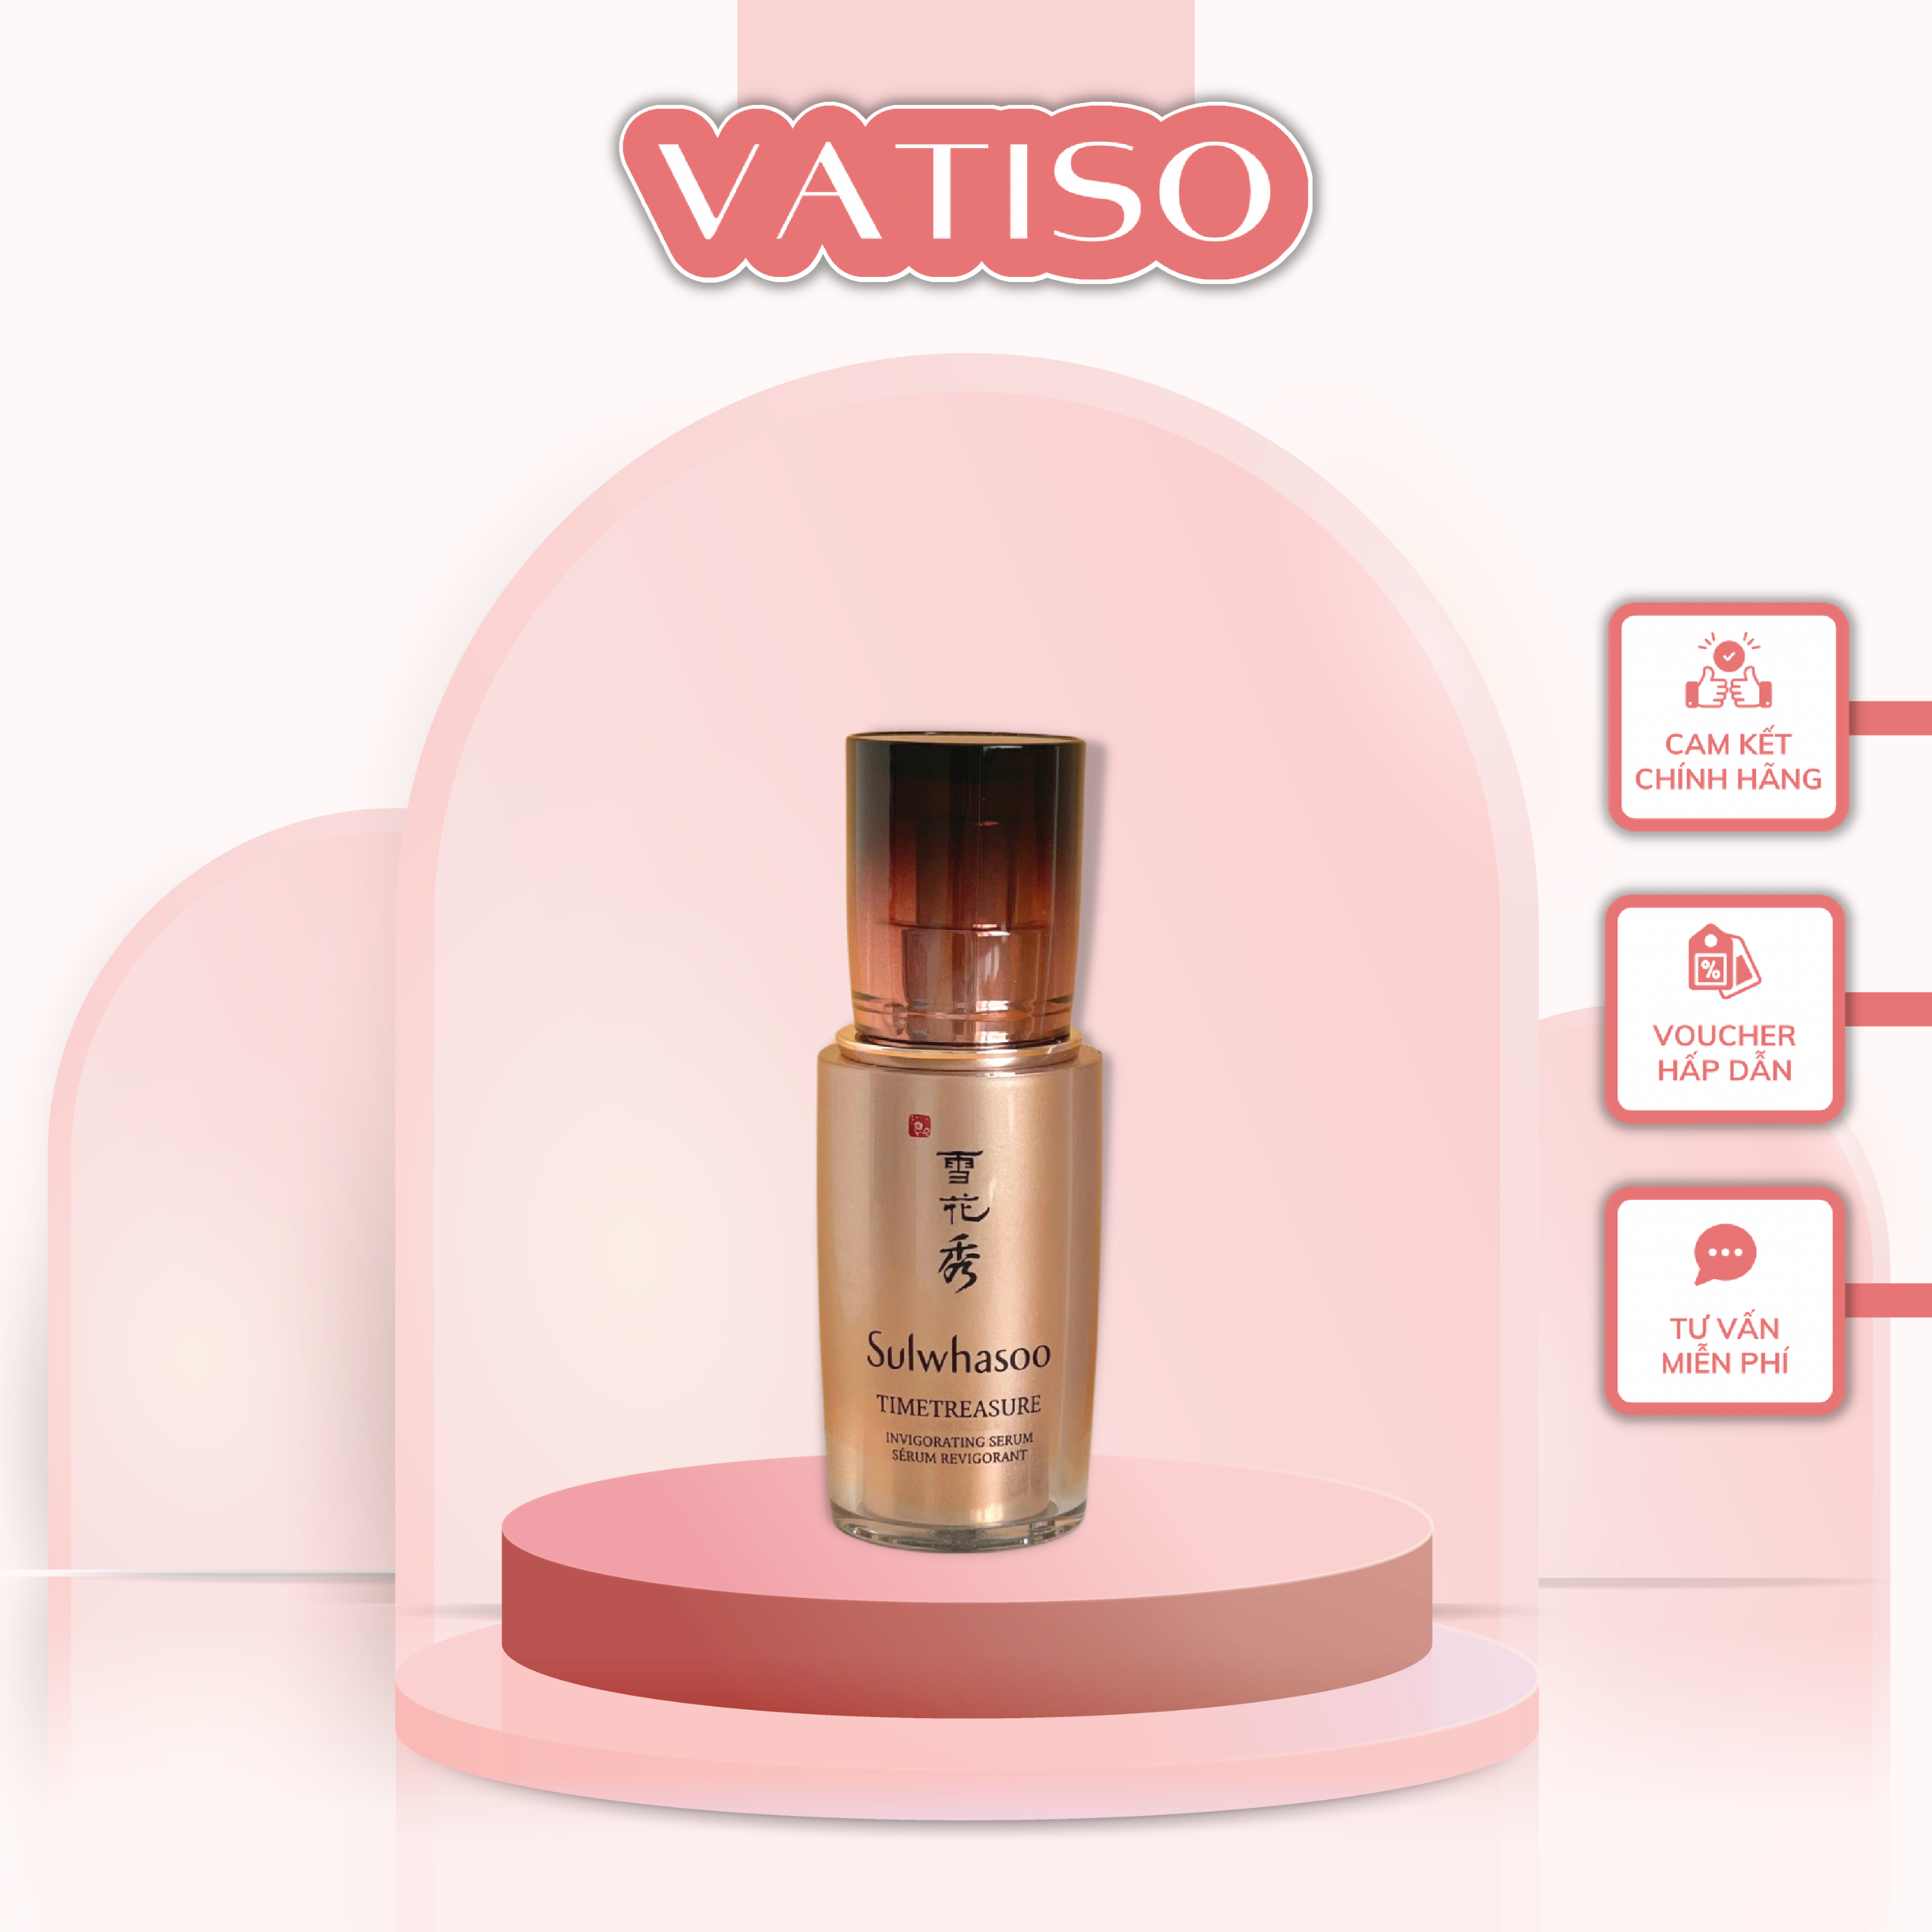 VATISO
CAM KẾT
CHÍNH HÃNG
%
VOUCHER
HẤP DẪN
TƯ VẤN
MIỄN PHÍ
雪
花
秀
Sulwhasoo
TIMETREASURE
INVIGORATING SERUM
SÉRUM REVIGORANT